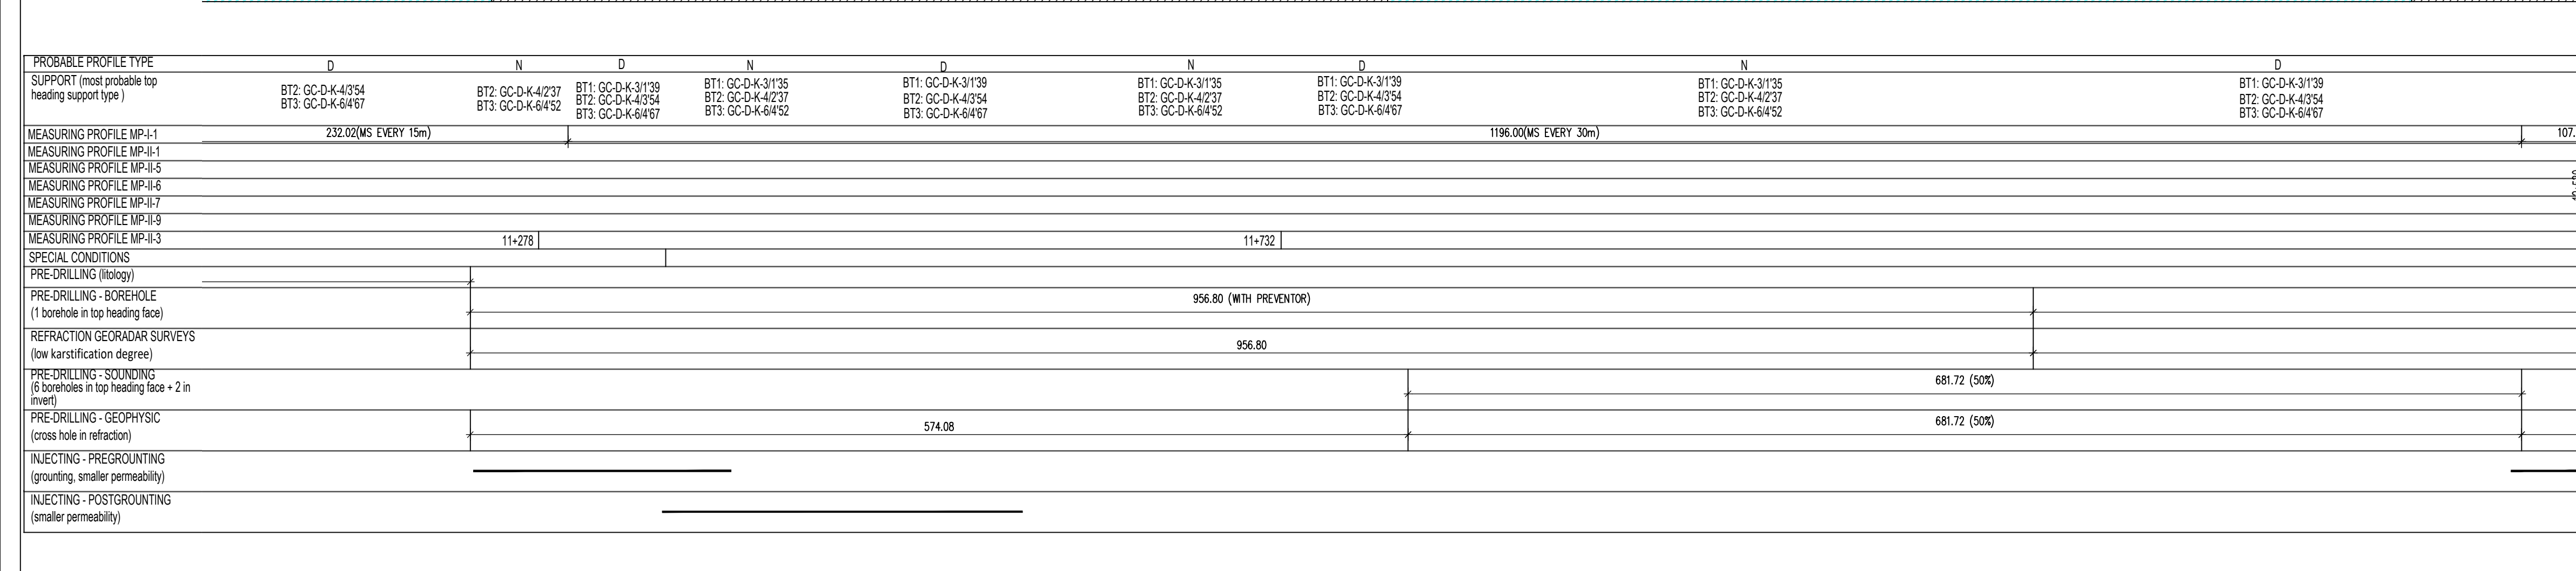 PROBABLE PROFILE TYPE
D N D N D N D N D
SUPPORT (most probable top
heading support type )
BT2: GC-D-K-4/3'54
BT3: GC-D-K-6/4'67
BT2: GC-D-K-4/2'37
BT3: GC-D-K-6/4'52
BT1: GC-D-K-3/1'39
BT2: GC-D-K-4/3'54
BT3: GC-D-K-6/4'67
BT1: GC-D-K-3/1'35
BT2: GC-D-K-4/2'37
BT3: GC-D-K-6/4'52
BT1: GC-D-K-3/1'39
BT2: GC-D-K-4/3'54
BT3: GC-D-K-6/4'67
BT1: GC-D-K-3/1'35
BT2: GC-D-K-4/2'37
BT3: GC-D-K-6/4'52
BT1: GC-D-K-3/1'39
BT2: GC-D-K-4/3'54
BT3: GC-D-K-6/4'67
BT1: GC-D-K-3/1'35
BT2: GC-D-K-4/2'37
BT3: GC-D-K-6/4'52
BT1: GC-D-K-3/1'39
BT2: GC-D-K-4/3'54
BT3: GC-D-K-6/4'67
MEASURING PROFILE MP-I-1
232.02(MS EVERY 15m)
1196.00(MS EVERY 30m)
107.
MEASURING PROFILE MP-II-1
MEASURING PROFILE MP-II-5
MEASURING PROFILE MP-II-6
MEASURING PROFILE MP-II-7
MEASURING PROFILE MP-II-9
MEASURING PROFILE MP-II-3
11+278
11+732
SPECIAL CONDITIONS
PRE-DRILLING (litology)
PRE-DRILLING - BOREHOLE
(1 borehole in top heading face)
956.80 (WITH PREVENTOR)
REFRACTION GEORADAR SURVEYS
(low karstification degree)
956.80
PRE-DRILLING - SOUNDING
(6 boreholes in top heading face + 2 in
invert)
681.72 (50%)
PRE-DRILLING - GEOPHYSIC
(cross hole in refraction)
574.08
681.72 (50%)
INJECTING - PREGROUNTING
(grounting, smaller permeability)
INJECTING - POSTGROUNTING
(smaller permeability)